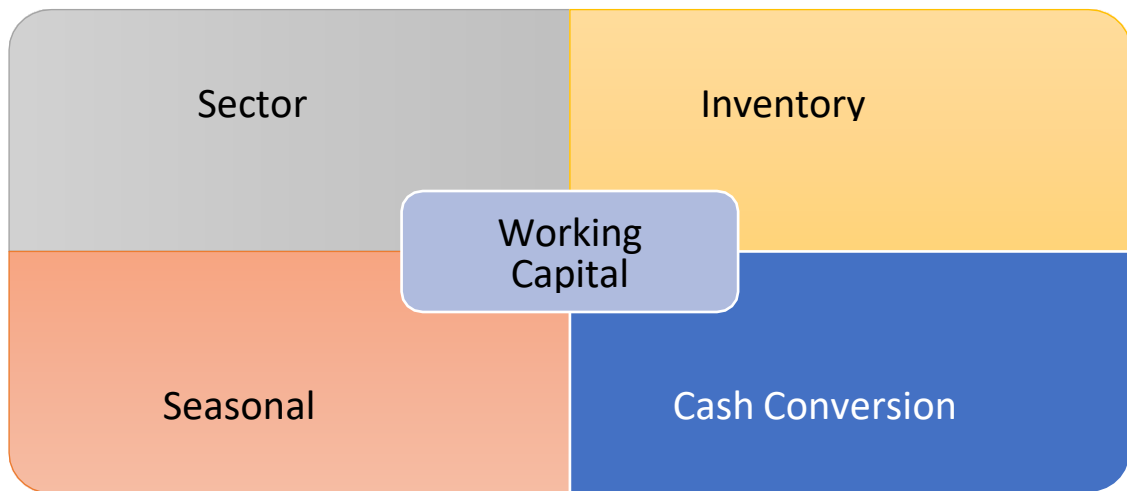 Sector
Inventory
Working
Capital
Seasonal
Cash Conversion